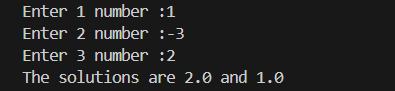 Enter 1 number :1
Enter 2 number :-3
Enter 3 number :2
The solutions are 2.0 and 1.0